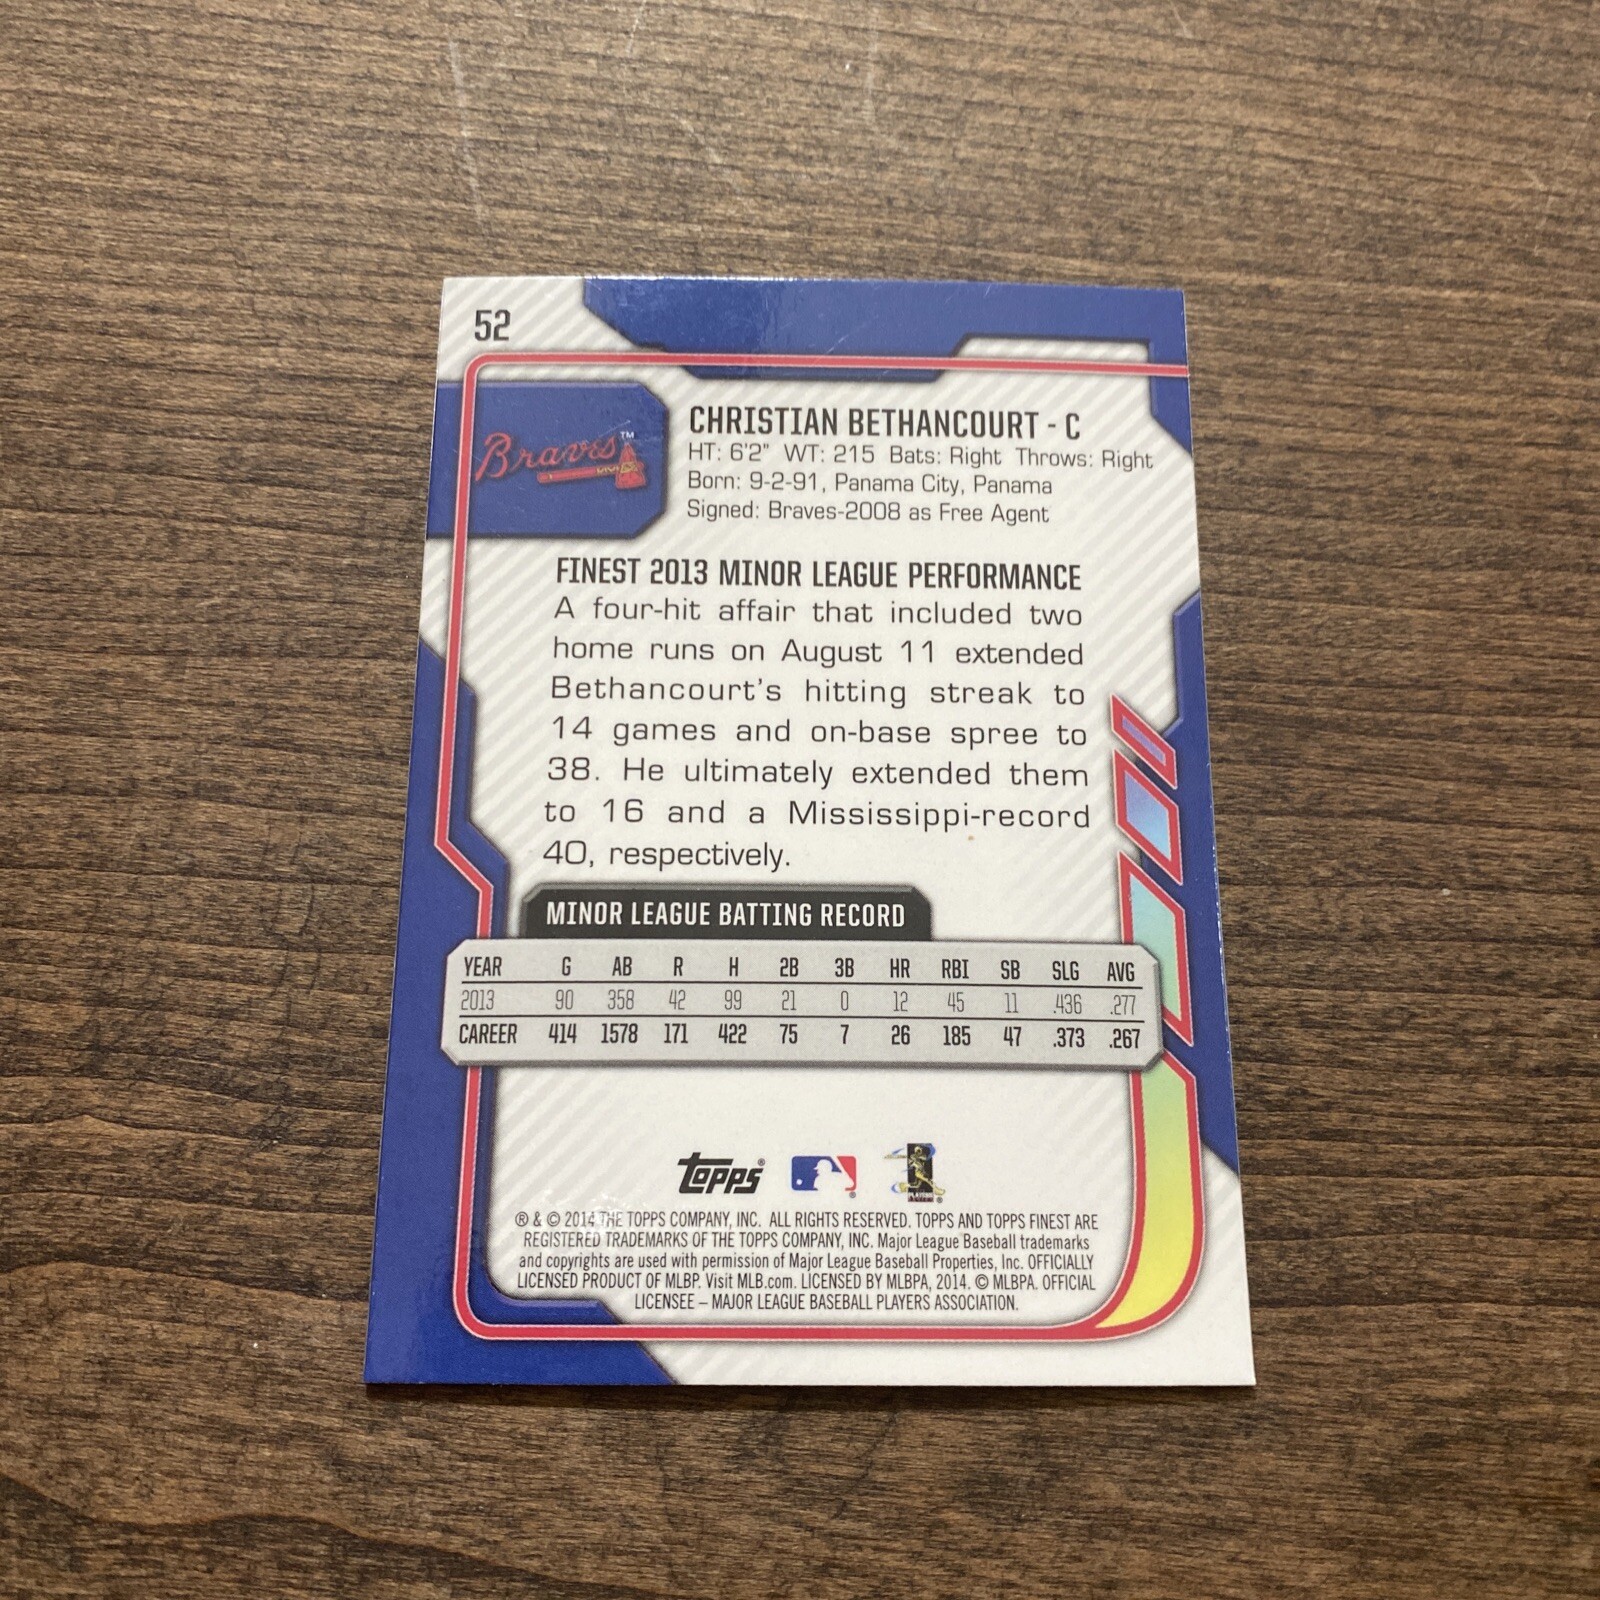 52
Braves™
CHRISTIAN BETHANCOURT - C
HT: 6'2" WT: 215 Bats: Right Throws: Right
Born: 9-2-91, Panama City, Panama
Signed: Braves-2008 as Free Agent
FINEST 2013 MINOR LEAGUE PERFORMANCE
A four-hit affair that included two
home runs on August 11 extended
Bethancourt's hitting streak to
14 games and on-base spree to
38. He ultimately extended them
to 16 and a Mississippi-record
40, respectively.
MINOR LEAGUE BATTING RECORD
YEAR G AB R H 2B 3B HR RBI SB SLG AVG
2013 90 358 42 99 21 0 12 45 11 .436 .277
CAREER 414 1578 171 422 75 7 26 185 47 .373 .267
TOPPS®
® & © 2014 THE TOPPS COMPANY, INC. ALL RIGHTS RESERVED. TOPPS AND TOPPS FINEST ARE
REGISTERED TRADEMARKS OF THE TOPPS COMPANY, INC. Major League Baseball trademarks
and copyrights are used with permission of Major League Baseball Properties, Inc. OFFICIALLY
LICENSED PRODUCT OF MLBP. Visit MLB.com. LICENSED BY MLBPA, 2014. © MLBPA. OFFICIAL
LICENSEE – MAJOR LEAGUE BASEBALL PLAYERS ASSOCIATION.